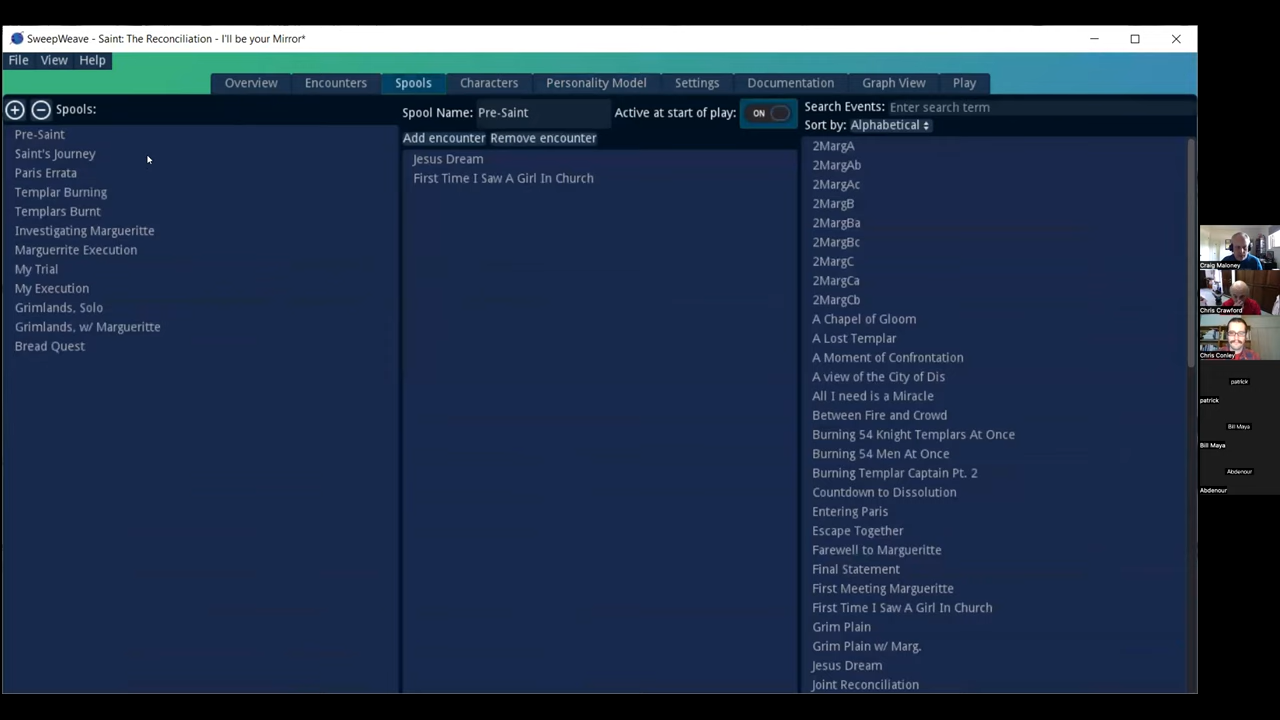 SweepWeave - Saint: The Reconciliation - I'll be your Mirror*
File View Help
Overview Encounters Spools Characters Personality Model Settings Documentation Graph View Play
Spools:
Pre-Saint
Saint's Journey
Paris Errata
Templar Burning
Templars Burnt
Investigating Margueritte
Marguerrite Execution
My Trial
My Execution
Grimlands, Solo
Grimlands, w/ Margueritte
Bread Quest
Spool Name: Pre-Saint
Active at start of play: ON
Add encounter Remove encounter
Jesus Dream
First Time I Saw A Girl In Church
Search Events: Enter search term
Sort by: Alphabetical
2MargA
2MargAb
2MargAc
2MargB
2MargBa
2MargBc
2MargC
2MargCa
2MargCb
A Chapel of Gloom
A Lost Templar
A Moment of Confrontation
A view of the City of Dis
All I need is a Miracle
Between Fire and Crowd
Burning 54 Knight Templars At Once
Burning 54 Men At Once
Burning Templar Captain Pt. 2
Countdown to Dissolution
Entering Paris
Escape Together
Farewell to Margueritte
Final Statement
First Meeting Margueritte
First Time I Saw A Girl In Church
Grim Plain
Grim Plain w/ Marg.
Jesus Dream
Joint Reconciliation
Craig Maloney
Chris Crawford
Chris Conley
patrick
patrick
Bill Maya
Bill Maya
Abdenour
Abdenour